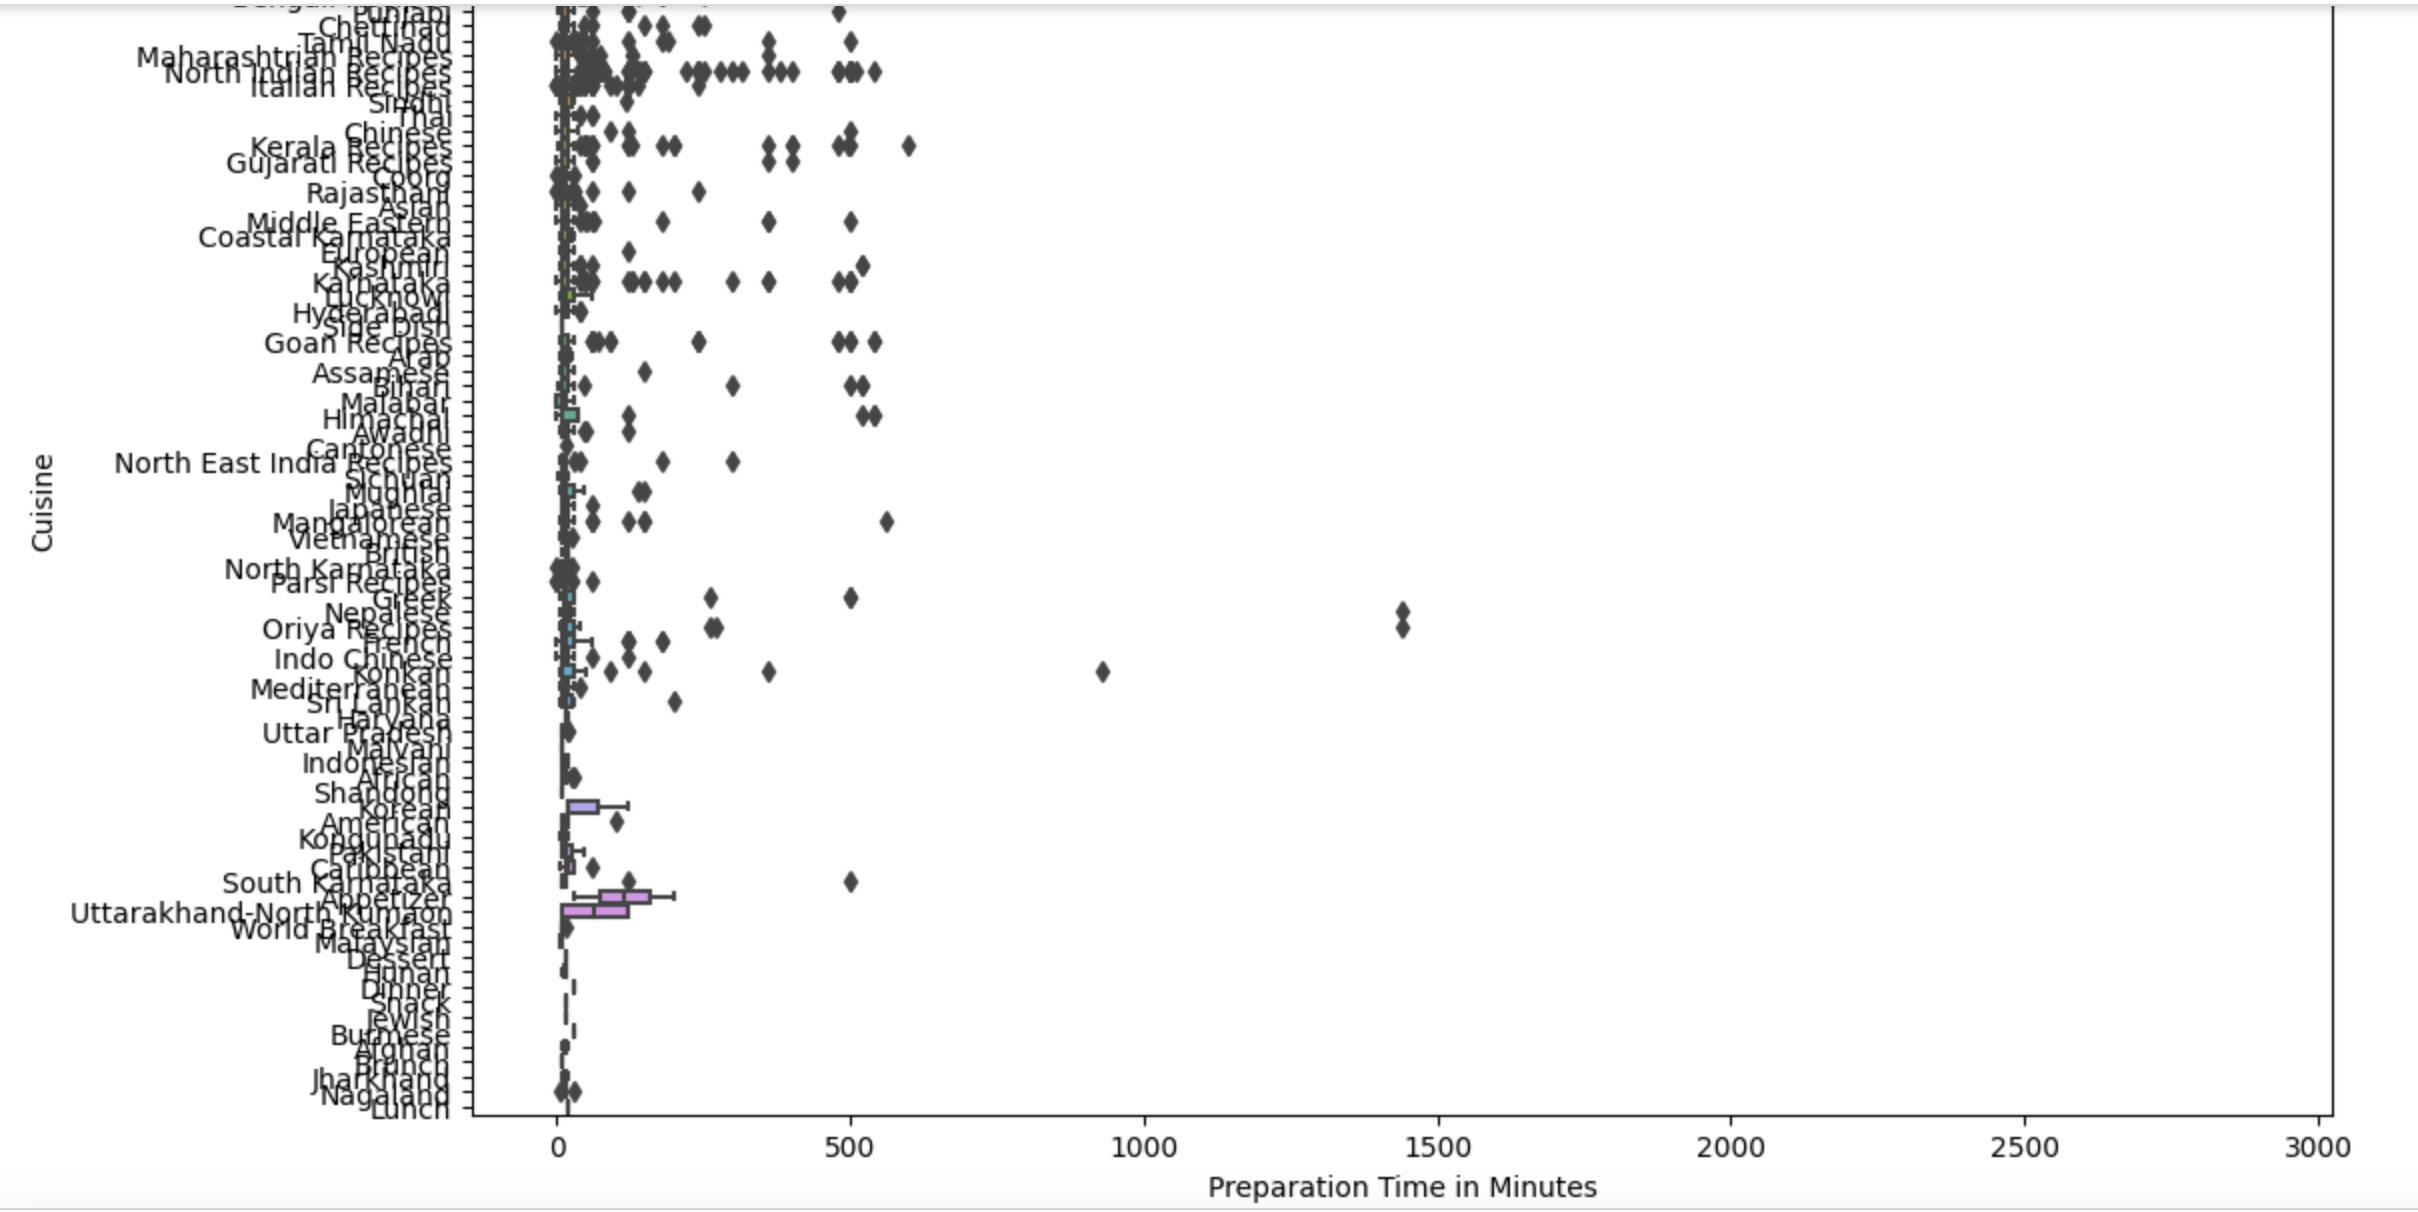 Punjabi
Chettinad
Tamil Nadu
Maharashtrian Recipes
North Indian Recipes
Italian Recipes
Sindhi
Thai
Chinese
Kerala Recipes
Gujarati Recipes
Coorg
Rajasthani
Asian
Middle Eastern
Coastal Karnataka
European
Kashmiri
Karnataka
Lucknowi
Hyderabadi
Side Dish
Goan Recipes
Arab
Assamese
Bihari
Malabar
Himachal
Awadhi
Cantonese
North East India Recipes
Sichuan
Mughlai
Japanese
Mangalorean
Vietnamese
British
North Karnataka
Parsi Recipes
Greek
Nepalese
Oriya Recipes
French
Indo Chinese
Konkan
Mediterranean
Sri Lankan
Haryana
Uttar Pradesh
Malvani
Indonesian
African
Shandong
Korean
American
Kongunadu
Pakistani
Caribbean
South Karnataka
Appetizer
Uttarakhand-North Kumaon
World Breakfast
Malaysian
Dessert
Hunan
Dinner
Snack
Jewish
Burmese
Afghan
Brunch
Jharkhand
Nagaland
Lunch
Cuisine
0 500 1000 1500 2000 2500 3000
Preparation Time in Minutes